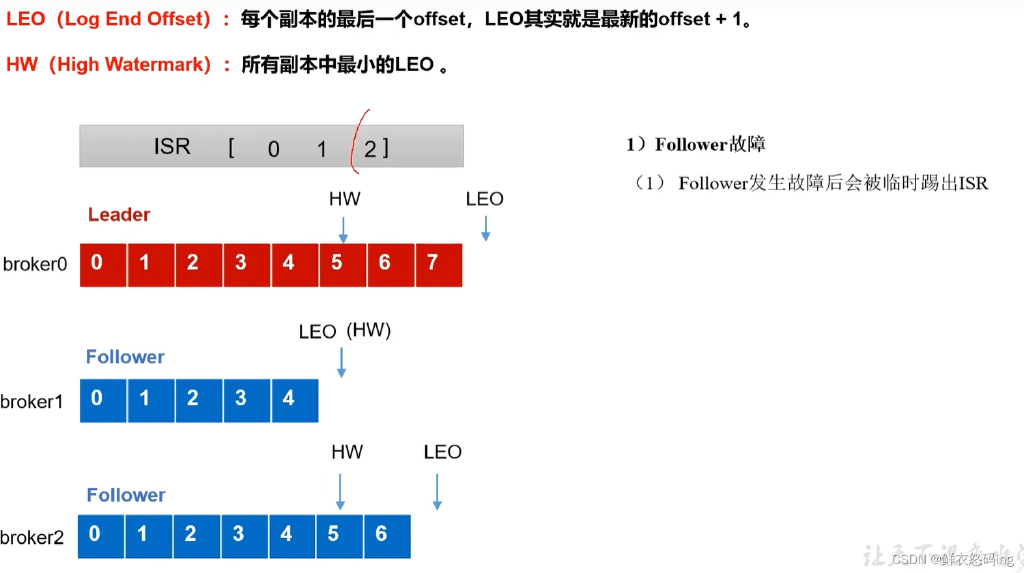 LEO（Log End Offset）：每个副本的最后一个offset，LEO其实就是最新的offset + 1。
HW（High Watermark）：所有副本中最小的LEO 。
ISR [ 0 1 2 ]
1）Follower故障
（1） Follower发生故障后会被临时踢出ISR
HW LEO
Leader
broker0 0 1 2 3 4 5 6 7
LEO (HW)
Follower
broker1 0 1 2 3 4
HW LEO
Follower
broker2 0 1 2 3 4 5 6
CSDN @鲜衣怒码ing